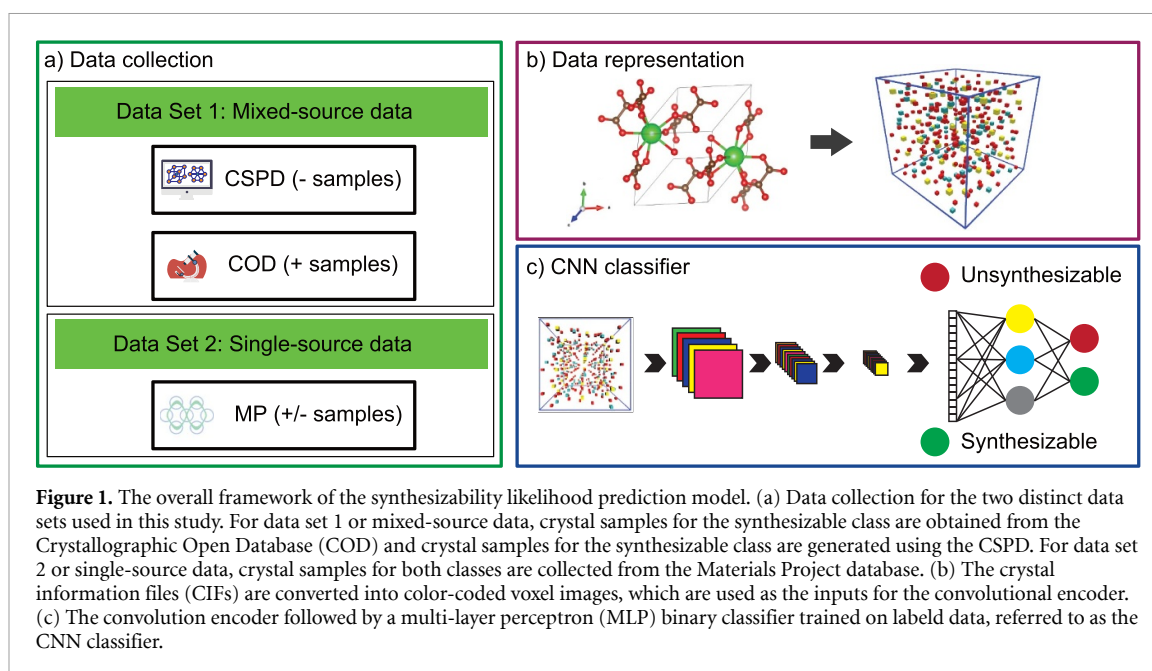 a) Data collection
Data Set 1: Mixed-source data
CSPD (- samples)
COD (+ samples)
Data Set 2: Single-source data
MP (+/- samples)
b) Data representation
c) CNN classifier
Unsynthesizable
Synthesizable
Figure 1. The overall framework of the synthesizability likelihood prediction model. (a) Data collection for the two distinct data
sets used in this study. For data set 1 or mixed-source data, crystal samples for the synthesizable class are obtained from the
Crystallographic Open Database (COD) and crystal samples for the synthesizable class are generated using the CSPD. For data set
2 or single-source data, crystal samples for both classes are collected from the Materials Project database. (b) The crystal
information files (CIFs) are converted into color-coded voxel images, which are used as the inputs for the convolutional encoder.
(c) The convolution encoder followed by a multi-layer perceptron (MLP) binary classifier trained on labeled data, referred to as the
CNN classifier.